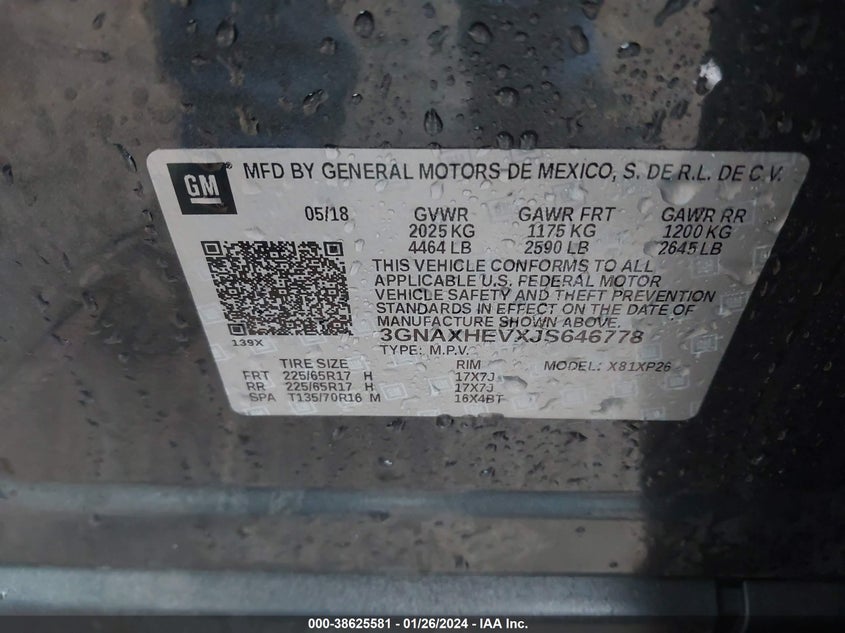 GM
MFD BY GENERAL MOTORS DE MEXICO, S. DE R.L. DE C.V.
05/18 GVWR GAWR FRT GAWR RR
2025 KG 1175 KG 1200 KG
4464 LB 2590 LB 2645 LB
THIS VEHICLE CONFORMS TO ALL
APPLICABLE U.S. FEDERAL MOTOR
VEHICLE SAFETY AND THEFT PREVENTION
STANDARDS IN EFFECT ON THE DATE OF
MANUFACTURE SHOWN ABOVE.
139X
3GNAXHEVXJS646778
TYPE: M.P.V.
TIRE SIZE RIM MODEL: X81XP26
FRT 225/65R17 H 17X7J
RR 225/65R17 H 17X7J
SPA T135/70R16 M 16X4BT
000-38625581 - 01/26/2024 - IAA Inc.